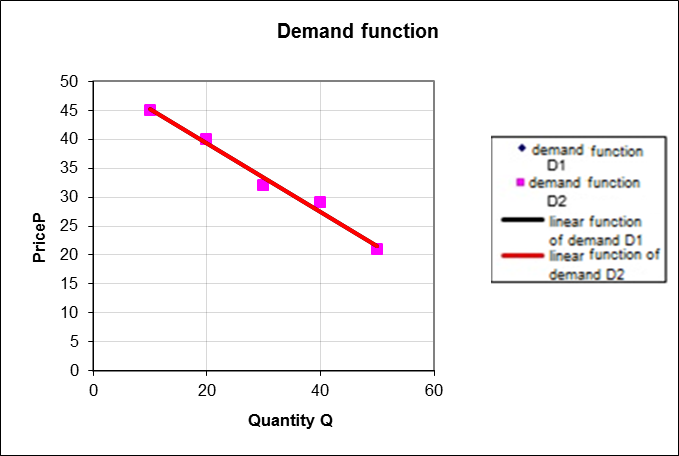 Demand function
50
45
40
35
30
25
20
15
10
5
0
0 20 40 60
PriceP
Quantity Q
demand function
D1
demand function
D2
linear function
of demand D1
linear function of
demand D2